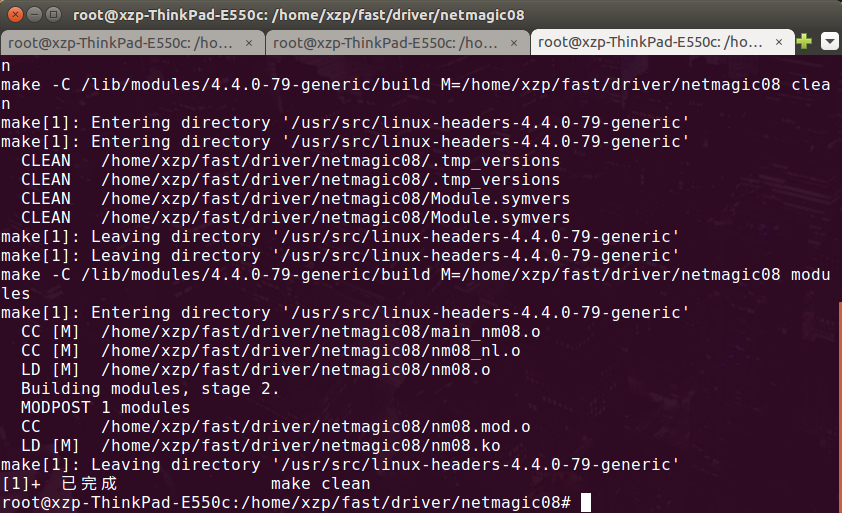 root@xzp-ThinkPad-E550c: /home/xzp/fast/driver/netmagic08
root@xzp-ThinkPad-E550c: /ho... × root@xzp-ThinkPad-E550c: /ho... × root@xzp-ThinkPad-E550c: /ho... ×
n
make -C /lib/modules/4.4.0-79-generic/build M=/home/xzp/fast/driver/netmagic08 clea
n
make[1]: Entering directory '/usr/src/linux-headers-4.4.0-79-generic'
make[1]: Entering directory '/usr/src/linux-headers-4.4.0-79-generic'
  CLEAN   /home/xzp/fast/driver/netmagic08/.tmp_versions
  CLEAN   /home/xzp/fast/driver/netmagic08/.tmp_versions
  CLEAN   /home/xzp/fast/driver/netmagic08/Module.symvers
  CLEAN   /home/xzp/fast/driver/netmagic08/Module.symvers
make[1]: Leaving directory '/usr/src/linux-headers-4.4.0-79-generic'
make[1]: Leaving directory '/usr/src/linux-headers-4.4.0-79-generic'
make -C /lib/modules/4.4.0-79-generic/build M=/home/xzp/fast/driver/netmagic08 modu
les
make[1]: Entering directory '/usr/src/linux-headers-4.4.0-79-generic'
  CC [M]  /home/xzp/fast/driver/netmagic08/main_nm08.o
  CC [M]  /home/xzp/fast/driver/netmagic08/nm08_nl.o
  LD [M]  /home/xzp/fast/driver/netmagic08/nm08.o
  Building modules, stage 2.
  MODPOST 1 modules
  CC      /home/xzp/fast/driver/netmagic08/nm08.mod.o
  LD [M]  /home/xzp/fast/driver/netmagic08/nm08.ko
make[1]: Leaving directory '/usr/src/linux-headers-4.4.0-79-generic'
[1]+  已完成               make clean
root@xzp-ThinkPad-E550c:/home/xzp/fast/driver/netmagic08#